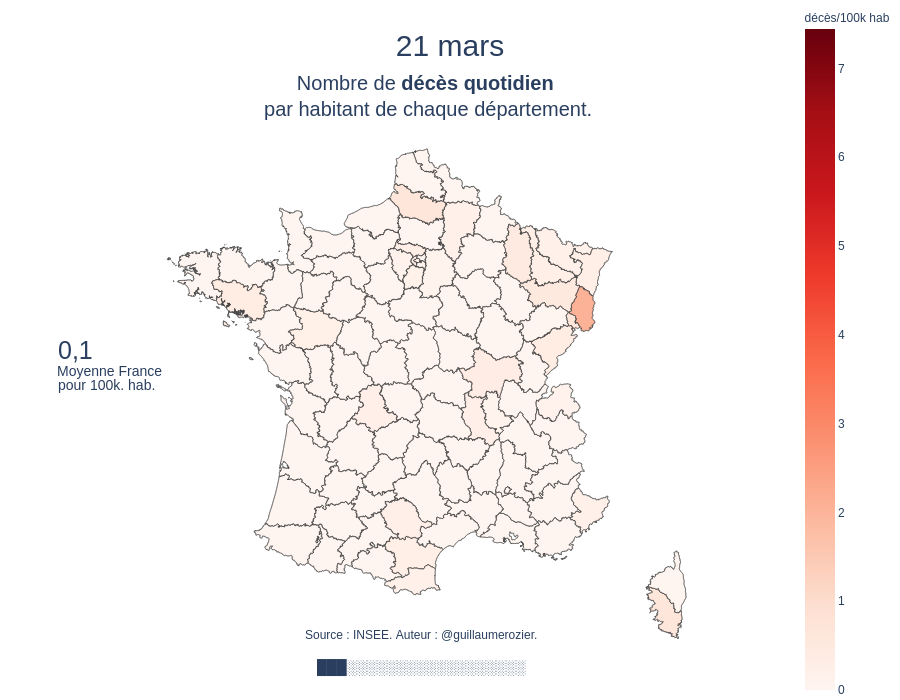 décès/100k hab
21 mars
Nombre de décès quotidien
par habitant de chaque département.
7
6
5
4
3
2
1
0
0,1
Moyenne France
pour 100k. hab.
Source : INSEE. Auteur : @guillaumerozier.